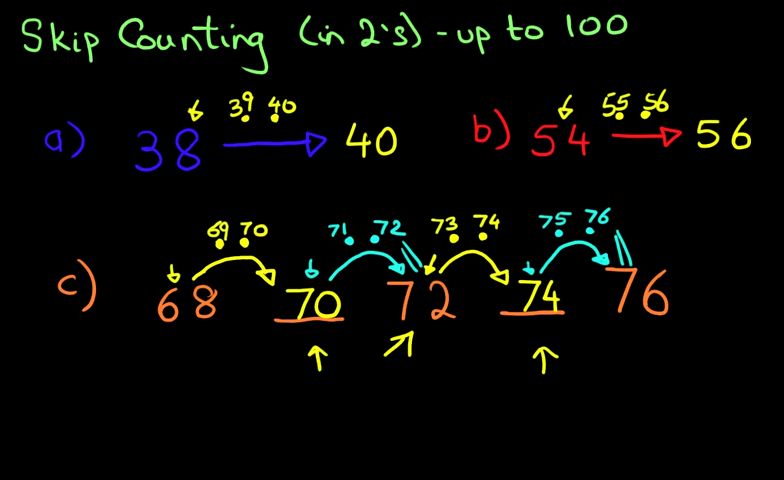 Skip Counting (in 2's) - up to 100
39 40 55 56
a) 38 → 40 b) 54 → 56
69 70 71 72 73 74 75 76
c) 68 70 72 74 76